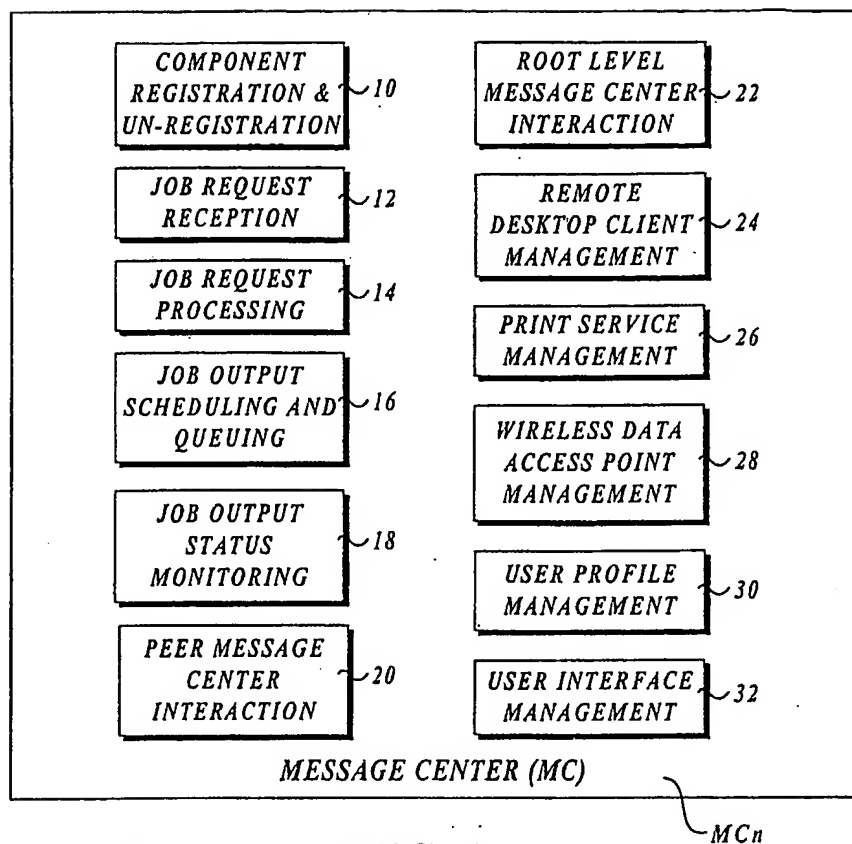 COMPONENT
REGISTRATION &
UN-REGISTRATION
10
JOB REQUEST
RECEPTION
12
JOB REQUEST
PROCESSING
14
JOB OUTPUT
SCHEDULING AND
QUEUING
16
JOB OUTPUT
STATUS
MONITORING
18
PEER MESSAGE
CENTER
INTERACTION
20
ROOT LEVEL
MESSAGE CENTER
INTERACTION
22
REMOTE
DESKTOP CLIENT
MANAGEMENT
24
PRINT SERVICE
MANAGEMENT
26
WIRELESS DATA
ACCESS POINT
MANAGEMENT
28
USER PROFILE
MANAGEMENT
30
USER INTERFACE
MANAGEMENT
32
MESSAGE CENTER (MC)
MCn